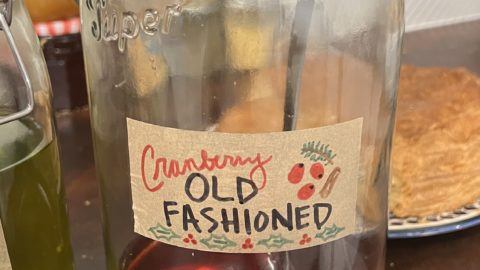 Super
Cranberry
OLD
FASHIONED